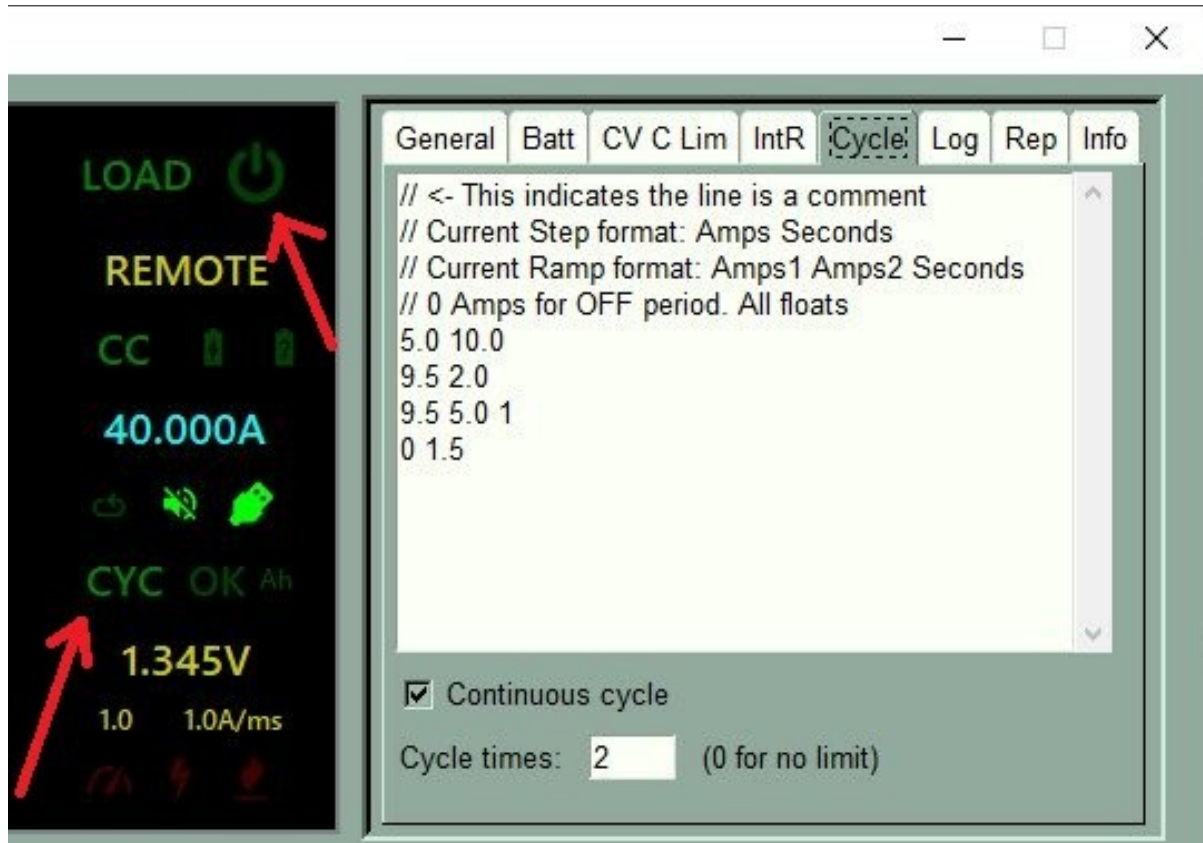 LOAD
REMOTE
CC
40.000A
CYC OK Ah
1.345V
1.0 1.0A/ms
General Batt CV C Lim IntR Cycle Log Rep Info
// <- This indicates the line is a comment
// Current Step format: Amps Seconds
// Current Ramp format: Amps1 Amps2 Seconds
// 0 Amps for OFF period. All floats
5.0 10.0
9.5 2.0
9.5 5.0 1
0 1.5
Continuous cycle
Cycle times: 2 (0 for no limit)